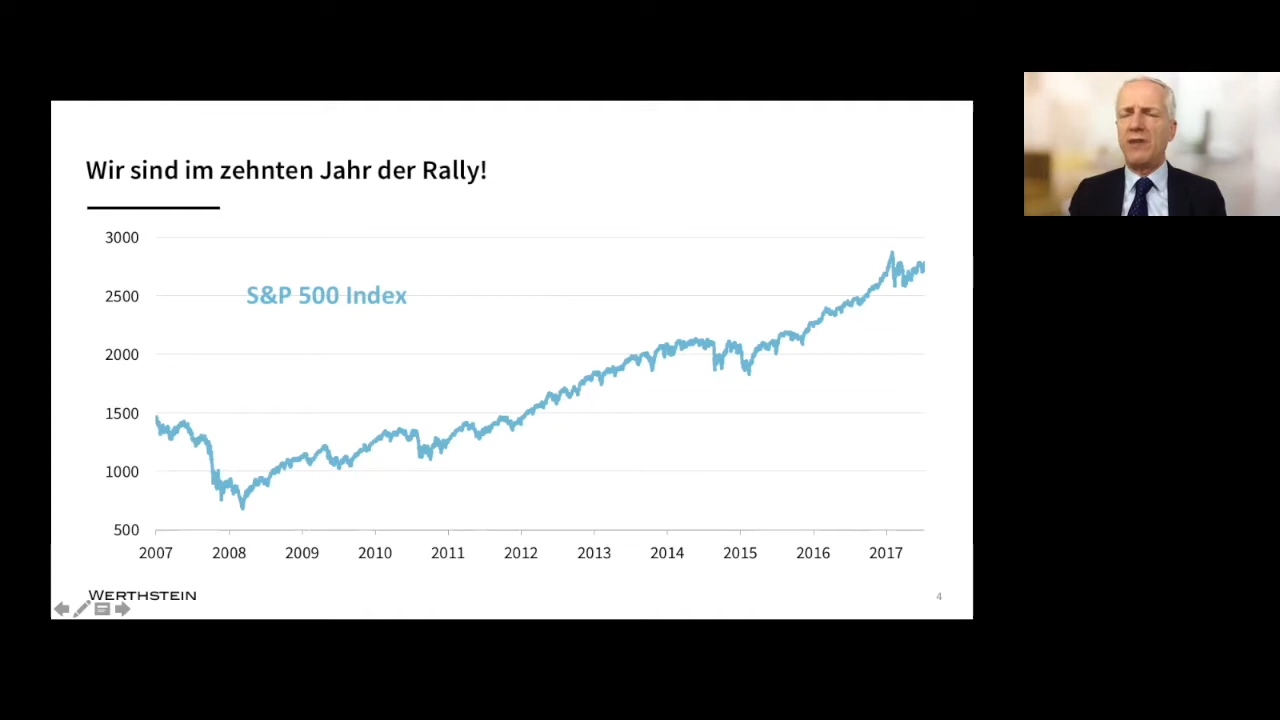 Wir sind im zehnten Jahr der Rally!
3000
S&P 500 Index
2500
2000
1500
1000
500
2007 2008 2009 2010 2011 2012 2013 2014 2015 2016 2017
WERTHSTEIN
4